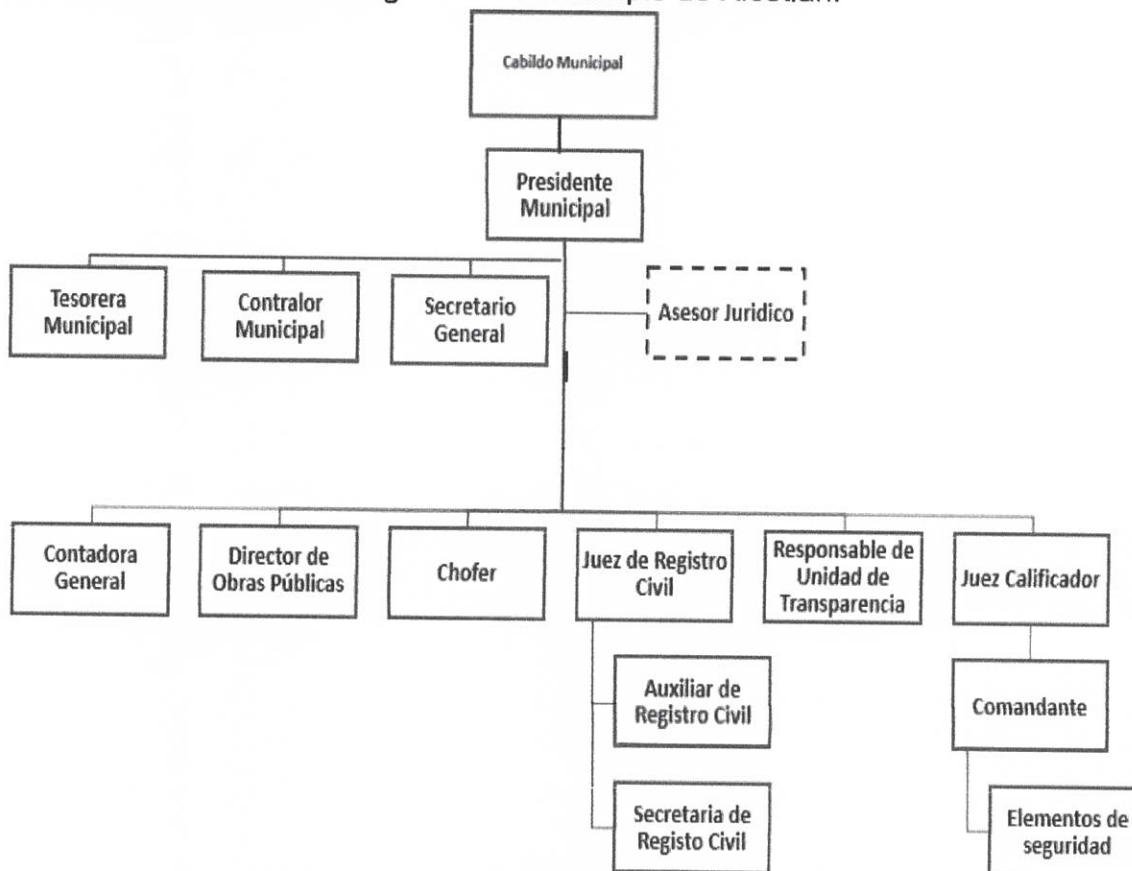 Cabildo Municipal
Presidente
Municipal
Tesorera
Municipal
Contralor
Municipal
Secretario
General
Asesor Juridico
Contadora
General
Director de
Obras Públicas
Chofer
Juez de Registro
Civil
Responsable de
Unidad de
Transparencia
Juez Calificador
Auxiliar de
Registro Civil
Comandante
Secretaria de
Registo Civil
Elementos de
seguridad